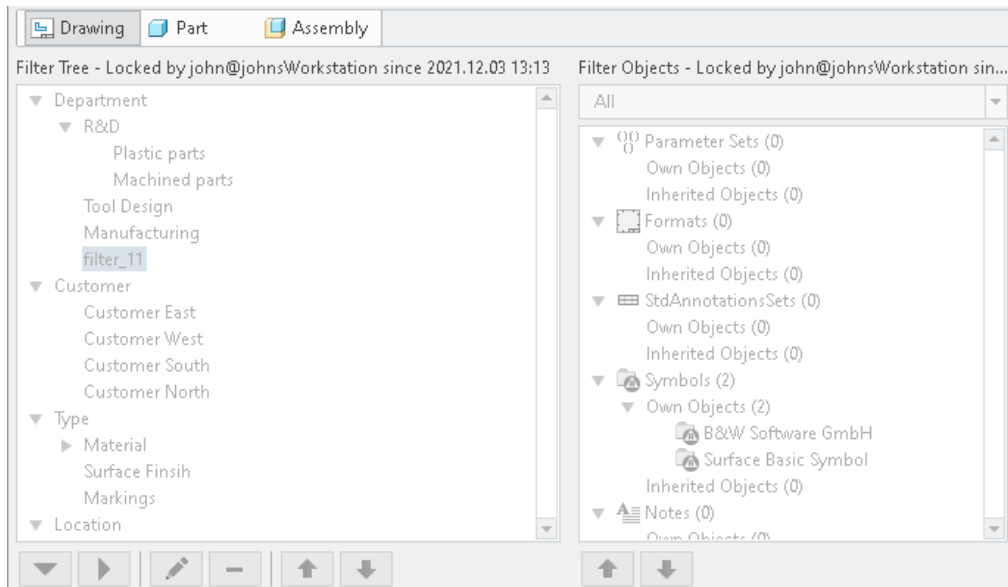 Drawing Part Assembly
Filter Tree - Locked by john@johnsWorkstation since 2021.12.03 13:13
Department
R&D
Plastic parts
Machined parts
Tool Design
Manufacturing
filter_11
Customer
Customer East
Customer West
Customer South
Customer North
Type
Material
Surface Finsih
Markings
Location
Filter Objects - Locked by john@johnsWorkstation sin...
All
Parameter Sets (0)
Own Objects (0)
Inherited Objects (0)
Formats (0)
Own Objects (0)
Inherited Objects (0)
StdAnnotationsSets (0)
Own Objects (0)
Inherited Objects (0)
Symbols (2)
Own Objects (2)
B&W Software GmbH
Surface Basic Symbol
Inherited Objects (0)
Notes (0)
Own Objects (0)